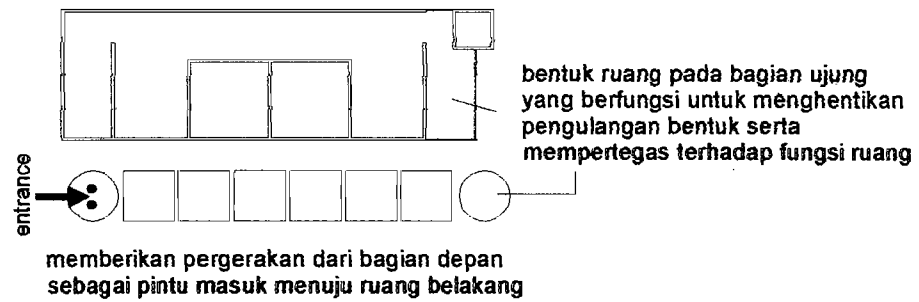 bentuk ruang pada bagian ujung
yang berfungsi untuk menghentikan
pengulangan bentuk serta
mempertegas terhadap fungsi ruang
entrance
memberikan pergerakan dari bagian depan
sebagai pintu masuk menuju ruang belakang